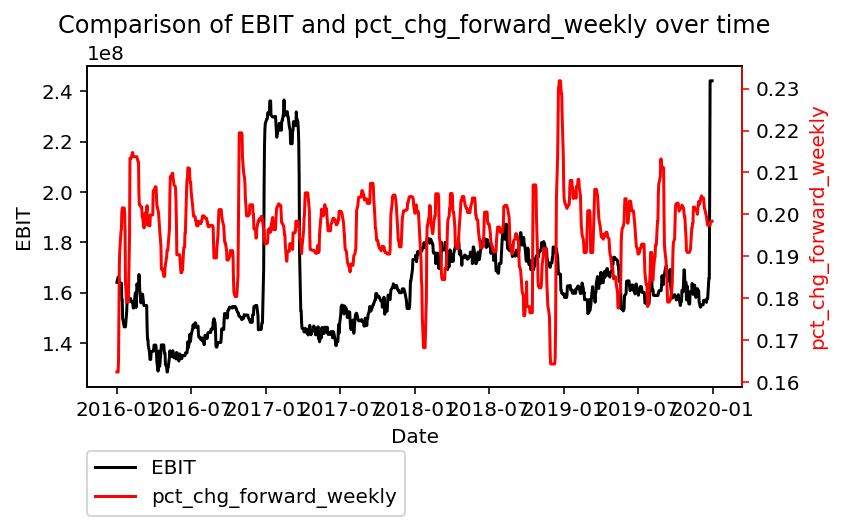 Comparison of EBIT and pct_chg_forward_weekly over time
1e8
2.4
2.2
2.0
1.8
1.6
1.4
EBIT
0.23
0.22
0.21
0.20
0.19
0.18
0.17
0.16
pct_chg_forward_weekly
2016-01 2016-07 2017-01 2017-07 2018-01 2018-07 2019-01 2019-07 2020-01
Date
EBIT
pct_chg_forward_weekly